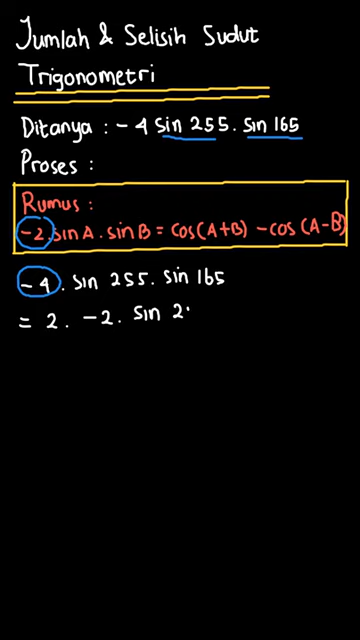 Jumlah & Selisih Sudut
Trigonometri
Ditanya : - 4 sin 255 . sin 165
Proses :
Rumus :
-2 . sin A . sin B = cos (A+B) - cos (A-B)
-4 . sin 255 . sin 165
= 2 . -2 . sin 2